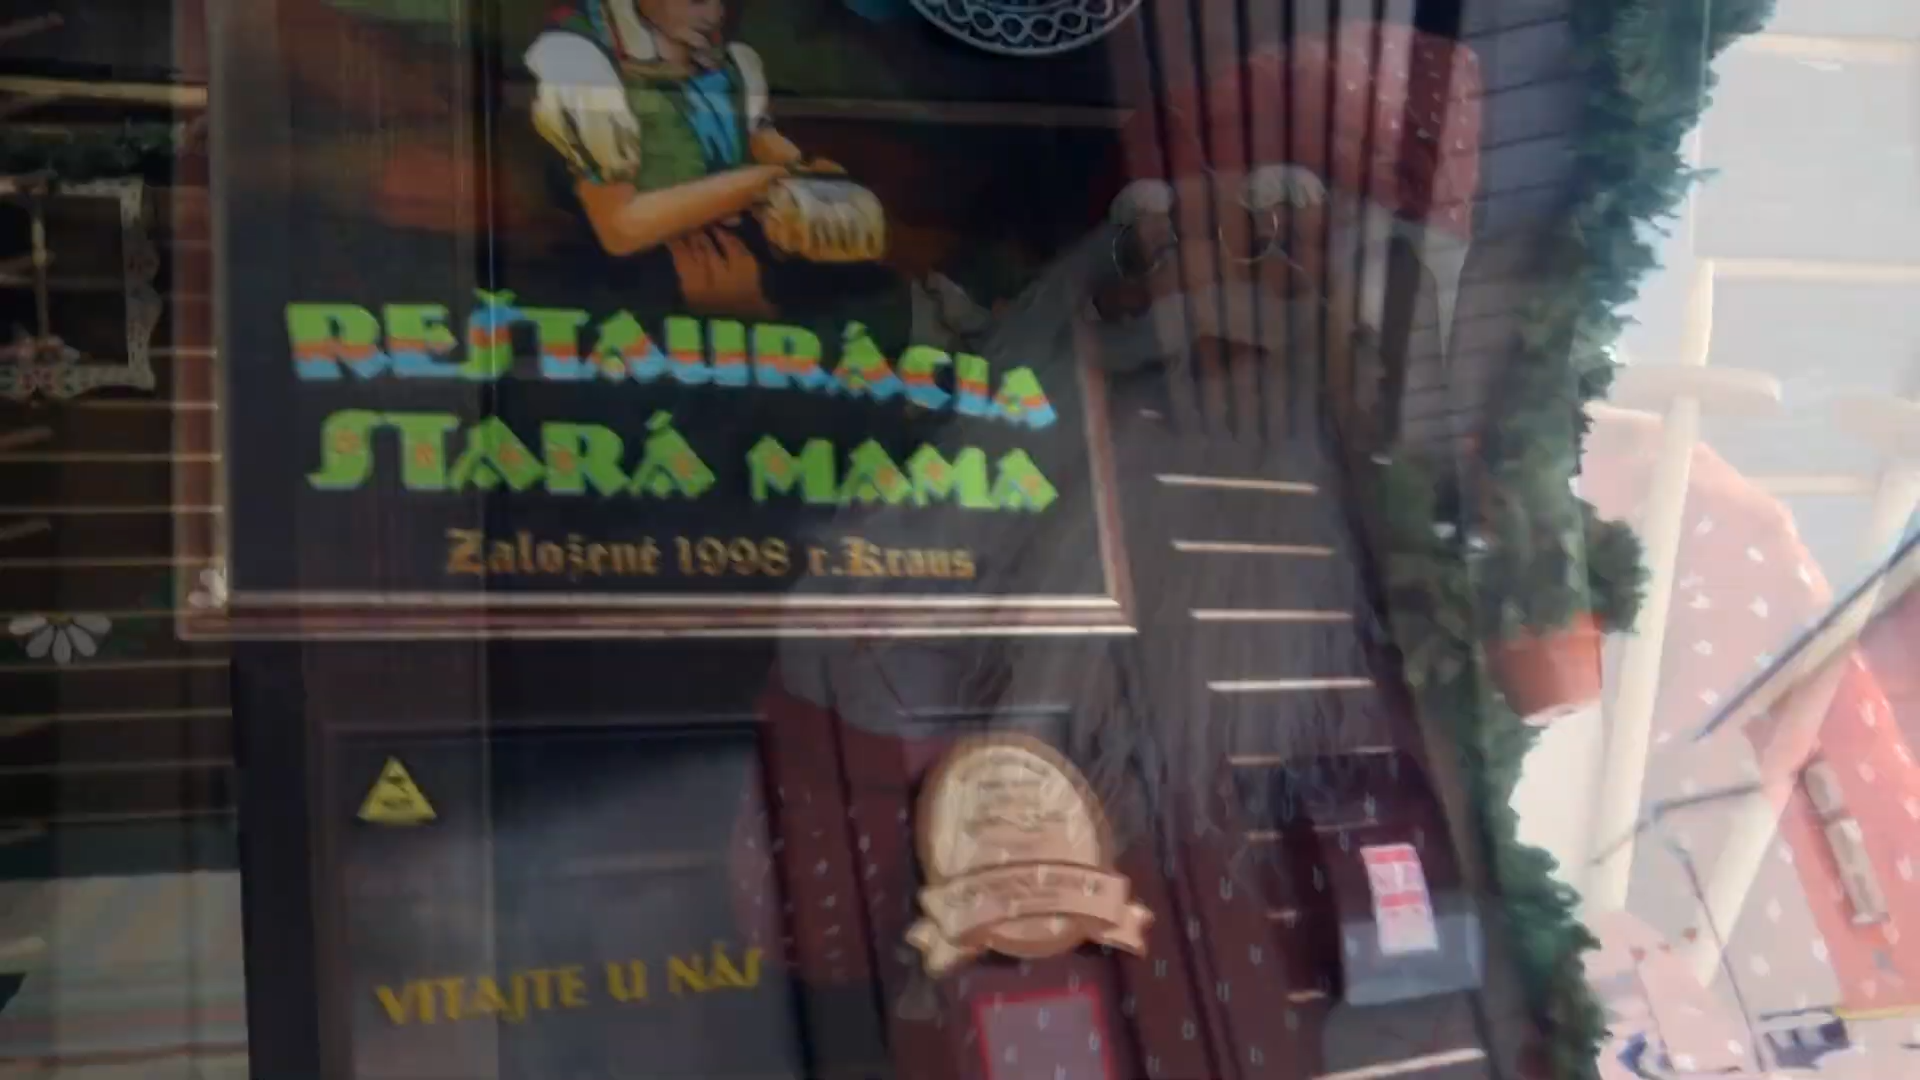 REŠTAURÁCIA
STARÁ MAMA
Založené 1998 r.Kraus
VITAJTE U NÁS